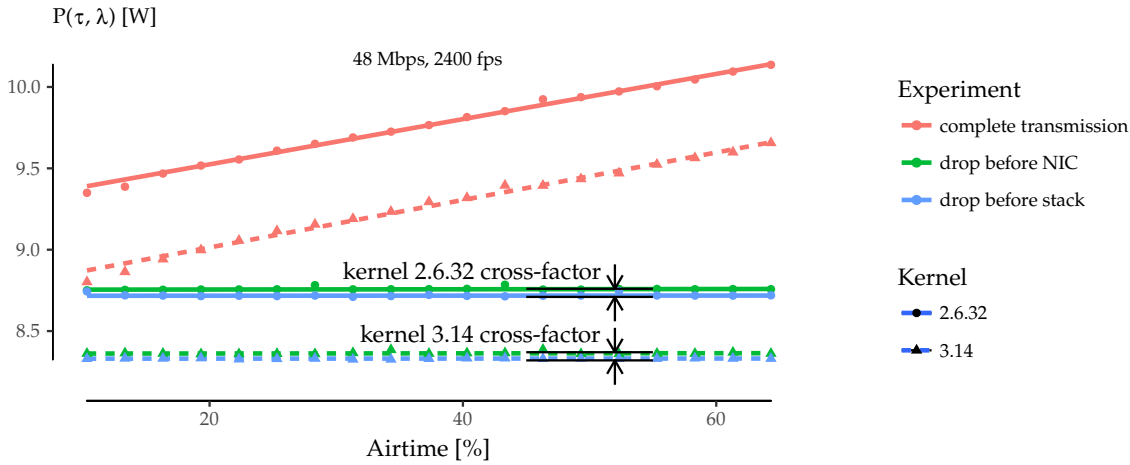 P(τ, λ) [W]
48 Mbps, 2400 fps
10.0
9.5
9.0
8.5
kernel 2.6.32 cross-factor
kernel 3.14 cross-factor
20
40
60
Airtime [%]
Experiment
complete transmission
drop before NIC
drop before stack
Kernel
2.6.32
3.14